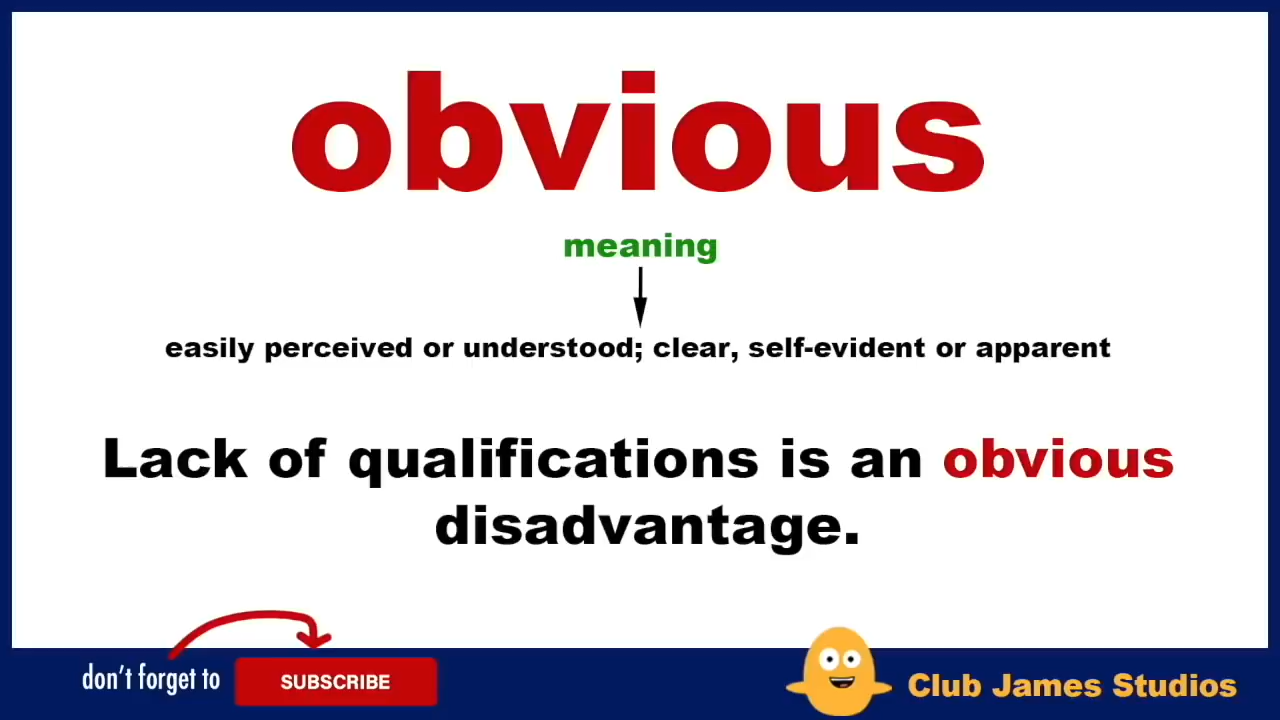 obvious
meaning
easily perceived or understood; clear, self-evident or apparent
Lack of qualifications is an obvious
disadvantage.
don't forget to SUBSCRIBE
Club James Studios